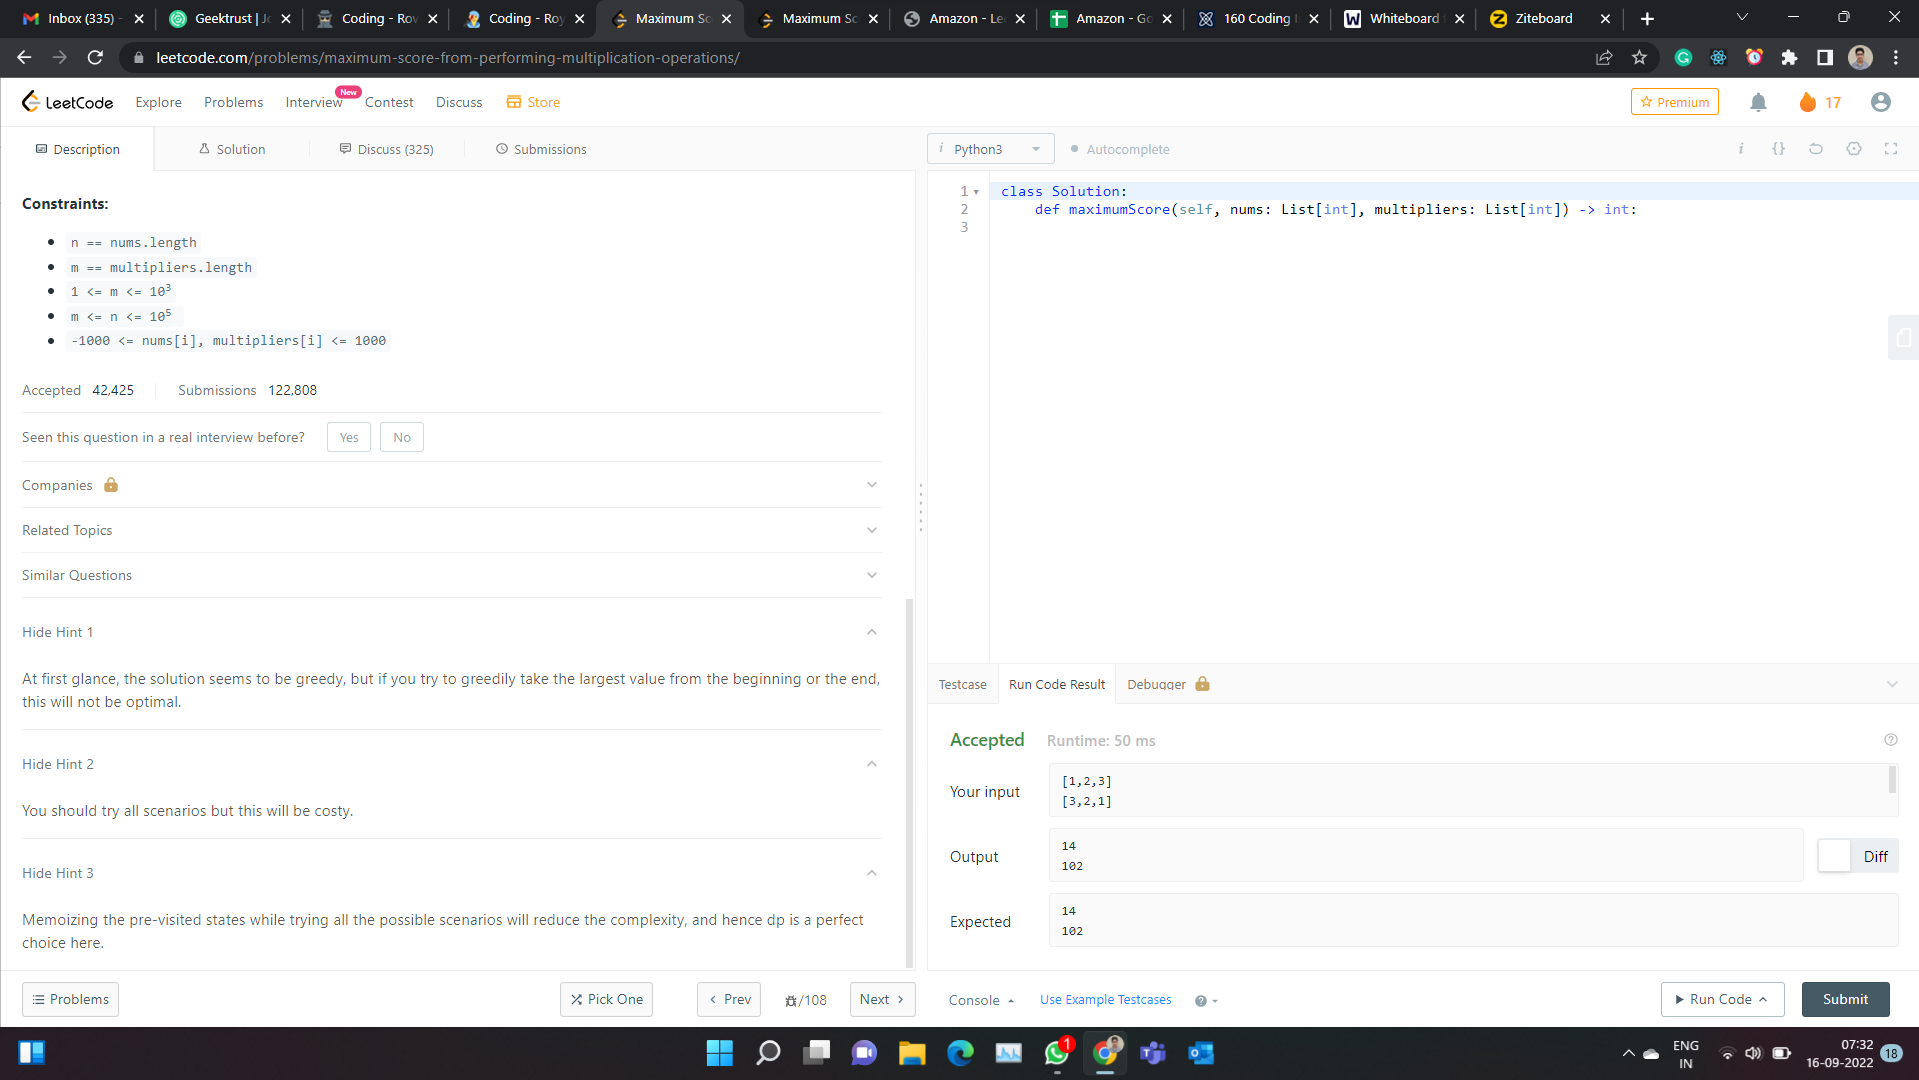 Inbox (335) -
Geektrust | Jo
Coding - Rov
Coding - Roy
Maximum Sc
Maximum Sc
Amazon - Le
Amazon - Go
160 Coding I
Whiteboard
Ziteboard
leetcode.com/problems/maximum-score-from-performing-multiplication-operations/
LeetCode
Explore
Problems
Interview
New
Contest
Discuss
Store
Premium
17
Description
Solution
Discuss (325)
Submissions
i Python3
Autocomplete
i {}
Constraints:
n == nums.length
m == multipliers.length
1 <= m <= 10³
m <= n <= 10⁵
-1000 <= nums[i], multipliers[i] <= 1000
Accepted 42,425 Submissions 122,808
Seen this question in a real interview before? Yes No
Companies
Related Topics
Similar Questions
Hide Hint 1
At first glance, the solution seems to be greedy, but if you try to greedily take the largest value from the beginning or the end,
this will not be optimal.
Hide Hint 2
You should try all scenarios but this will be costy.
Hide Hint 3
Memoizing the pre-visited states while trying all the possible scenarios will reduce the complexity, and hence dp is a perfect
choice here.
1 class Solution:
2 def maximumScore(self, nums: List[int], multipliers: List[int]) -> int:
3
Testcase
Run Code Result
Debugger
Accepted Runtime: 50 ms
Your input
[1,2,3]
[3,2,1]
Output
14
102
Diff
Expected
14
102
Problems
Pick One
Prev
/108
Next
Console
Use Example Testcases
Run Code
Submit
1
ENG
IN
07:32
16-09-2022
18